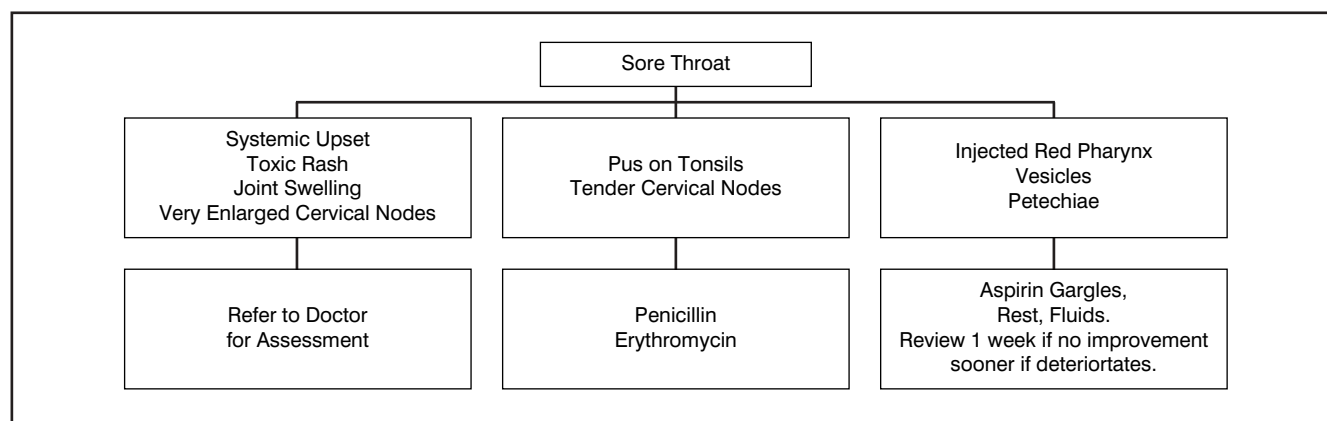 Sore Throat
Systemic Upset
Toxic Rash
Joint Swelling
Very Enlarged Cervical Nodes
Pus on Tonsils
Tender Cervical Nodes
Injected Red Pharynx
Vesicles
Petechiae
Refer to Doctor
for Assessment
Penicillin
Erythromycin
Aspirin Gargles,
Rest, Fluids.
Review 1 week if no improvement
sooner if deteriortates.